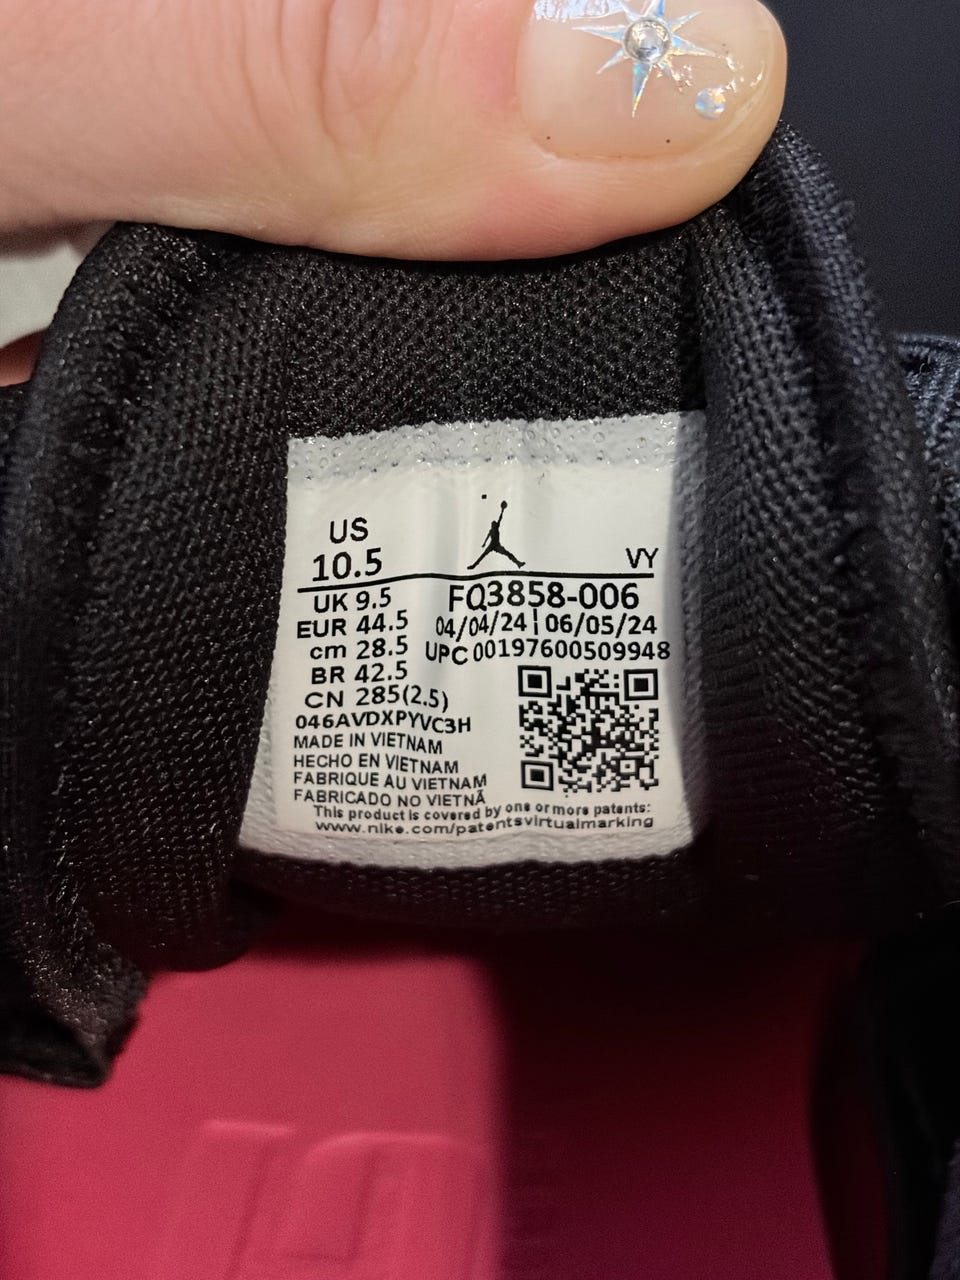 US
10.5
VY
UK 9.5
FQ3858-006
EUR 44.5
04/04/24 | 06/05/24
cm 28.5
UPC 00197600509948
BR 42.5
CN 285(2.5)
046AVDXPYVC3H
MADE IN VIETNAM
HECHO EN VIETNAM
FABRIQUE AU VIETNAM
FABRICADO NO VIETNÃ
This product is covered by one or more patents:
www.nike.com/patentsvirtualmarking